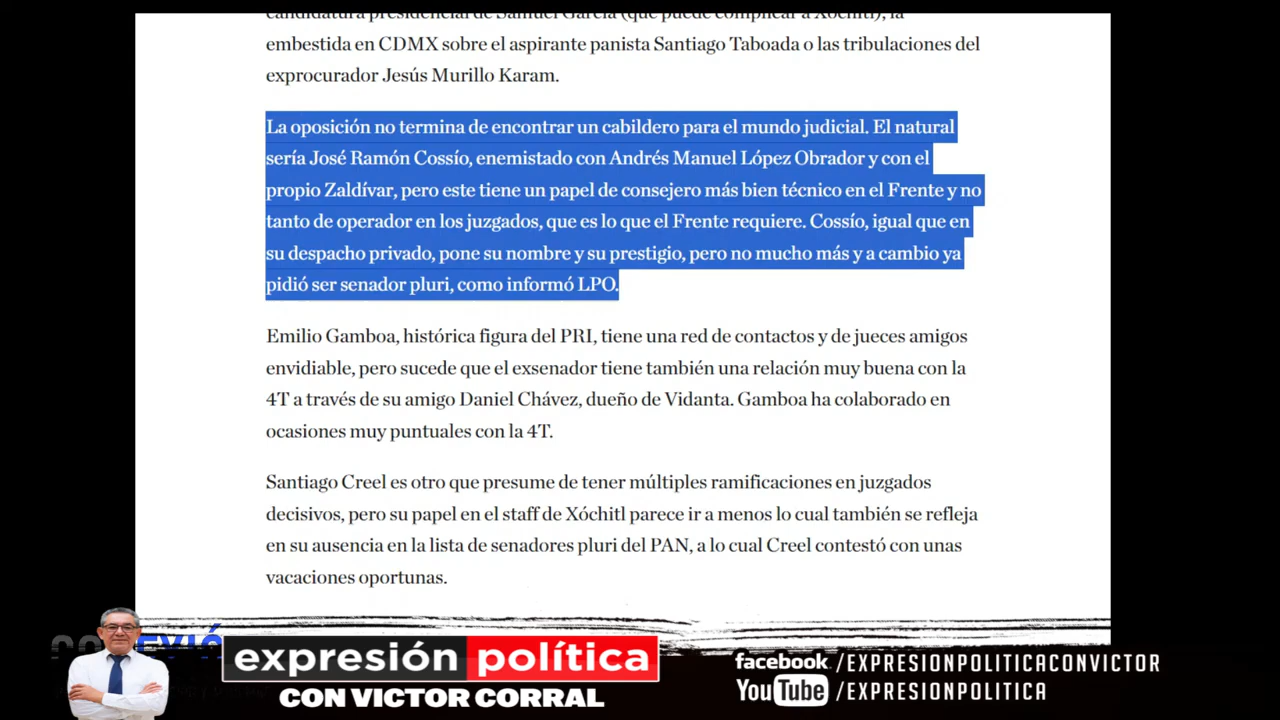 candidatura presidencial de Samuel García (que puede complicar a Xóchitl), la
embestida en CDMX sobre el aspirante panista Santiago Taboada o las tribulaciones del
exprocurador Jesús Murillo Karam.
La oposición no termina de encontrar un cabildero para el mundo judicial. El natural
sería José Ramón Cossío, enemistado con Andrés Manuel López Obrador y con el
propio Zaldívar, pero este tiene un papel de consejero más bien técnico en el Frente y no
tanto de operador en los juzgados, que es lo que el Frente requiere. Cossío, igual que en
su despacho privado, pone su nombre y su prestigio, pero no mucho más y a cambio ya
pidió ser senador pluri, como informó LPO.
Emilio Gamboa, histórica figura del PRI, tiene una red de contactos y de jueces amigos
envidiable, pero sucede que el exsenador tiene también una relación muy buena con la
4T a través de su amigo Daniel Chávez, dueño de Vidanta. Gamboa ha colaborado en
ocasiones muy puntuales con la 4T.
Santiago Creel es otro que presume de tener múltiples ramificaciones en juzgados
decisivos, pero su papel en el staff de Xóchitl parece ir a menos lo cual también se refleja
en su ausencia en la lista de senadores pluri del PAN, a lo cual Creel contestó con unas
vacaciones oportunas.
expresión política
CON VICTOR CORRAL
facebook /EXPRESIONPOLITICACONVICTOR
YouTube /EXPRESIONPOLITICA